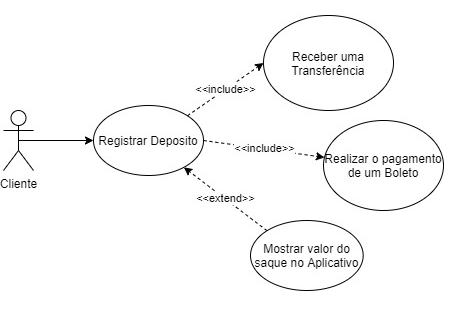 Receber uma
Transferência
<<include>>
Registrar Deposito
<<include>>
Realizar o pagamento
de um Boleto
Cliente
<<extend>>
Mostrar valor do
saque no Aplicativo